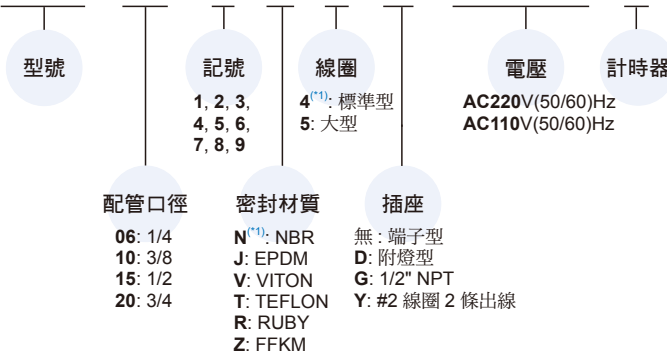 型號
記號
線圈
電壓
計時器
1, 2, 3,
4, 5, 6,
7, 8, 9
4(*1): 標準型
5: 大型
AC220V(50/60)Hz
AC110V(50/60)Hz
配管口徑
密封材質
插座
06: 1/4
10: 3/8
15: 1/2
20: 3/4
N(*1): NBR
J: EPDM
V: VITON
T: TEFLON
R: RUBY
Z: FFKM
無 : 端子型
D: 附燈型
G: 1/2" NPT
Y: #2 線圈 2 條出線